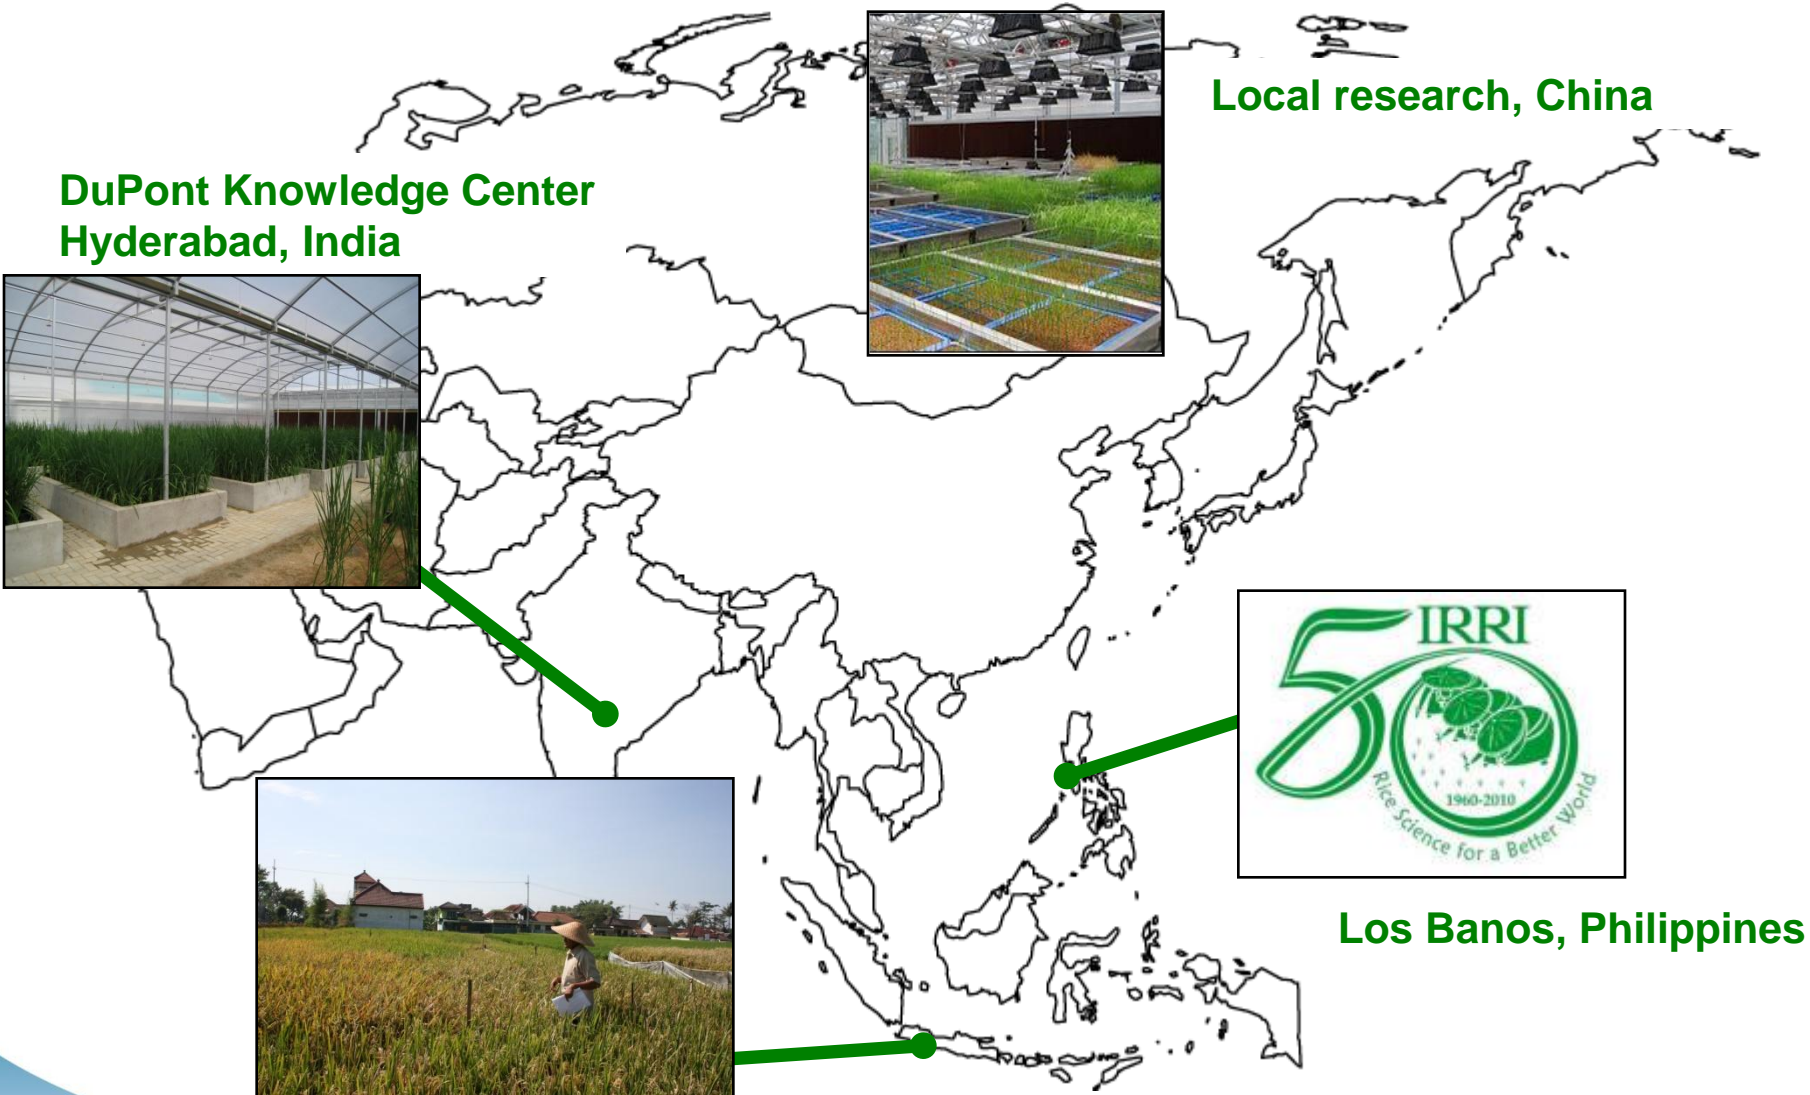 Local research, China
DuPont Knowledge Center
Hyderabad, India
50 IRRI
1960-2010
Rice Science for a Better World
Los Banos, Philippines